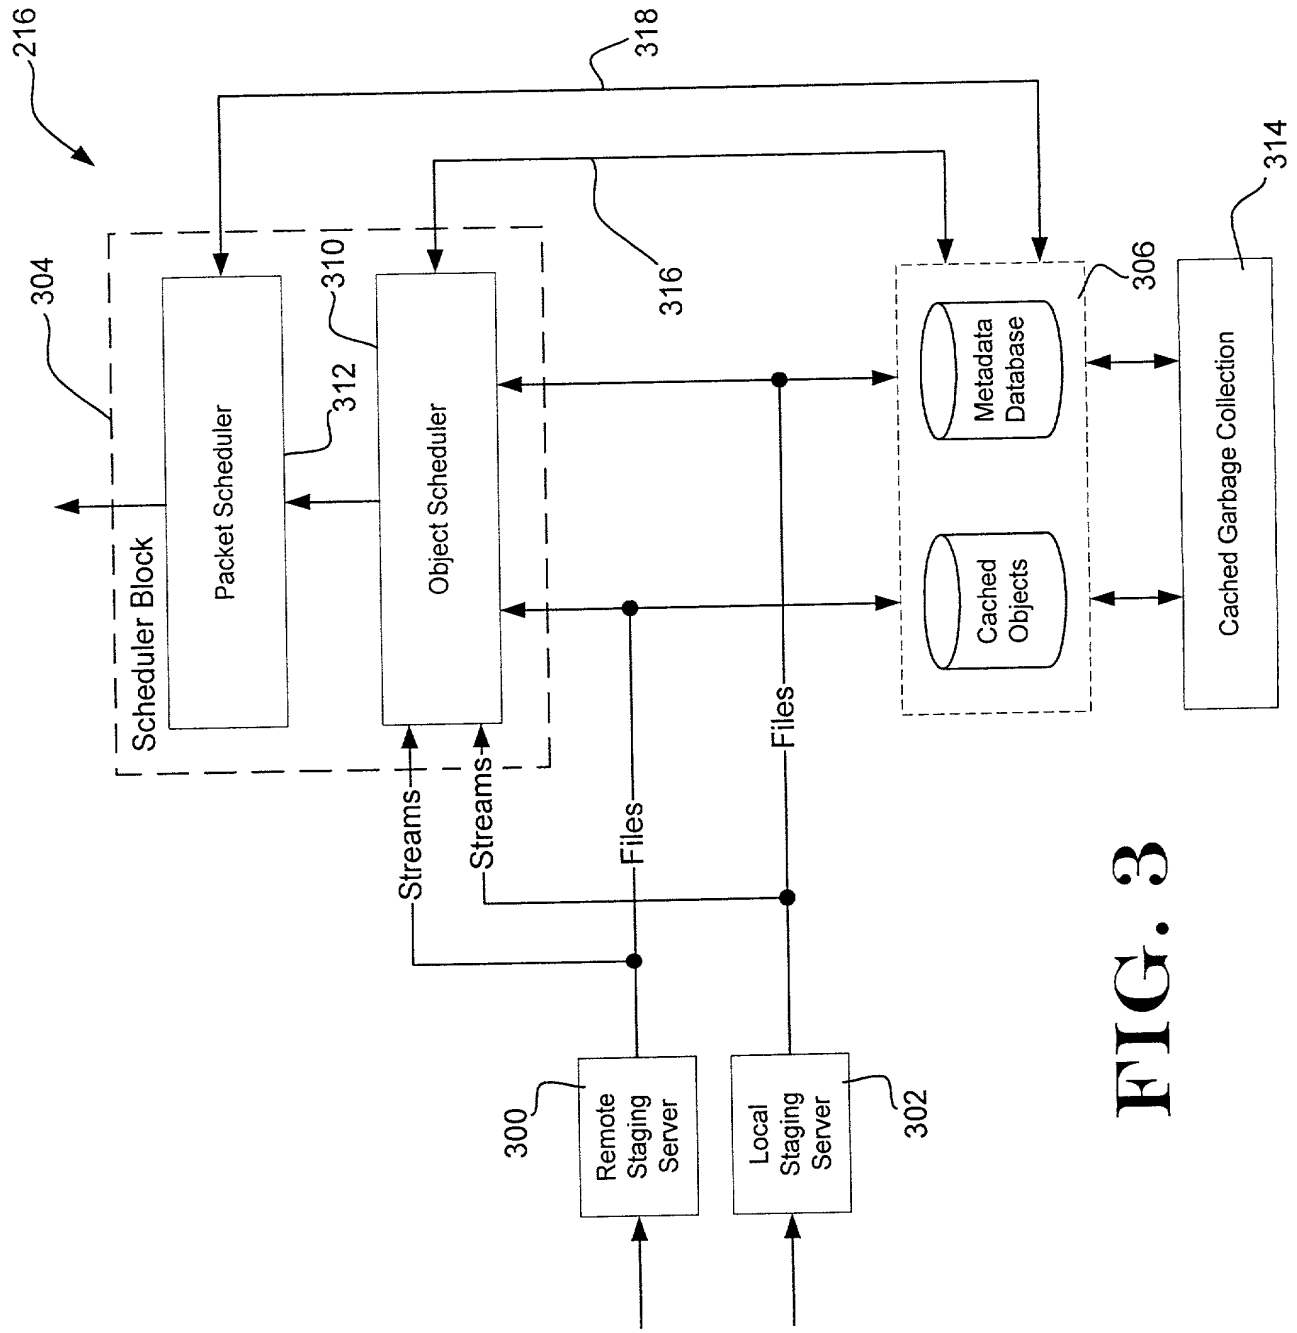 216
304
318
Scheduler Block
Packet Scheduler
312
310
Object Scheduler
316
Streams
Streams
Files
Files
300
Remote
Staging
Server
Local
Staging
Server
302
Cached
Objects
Metadata
Database
306
Cached Garbage Collection
314
FIG. 3